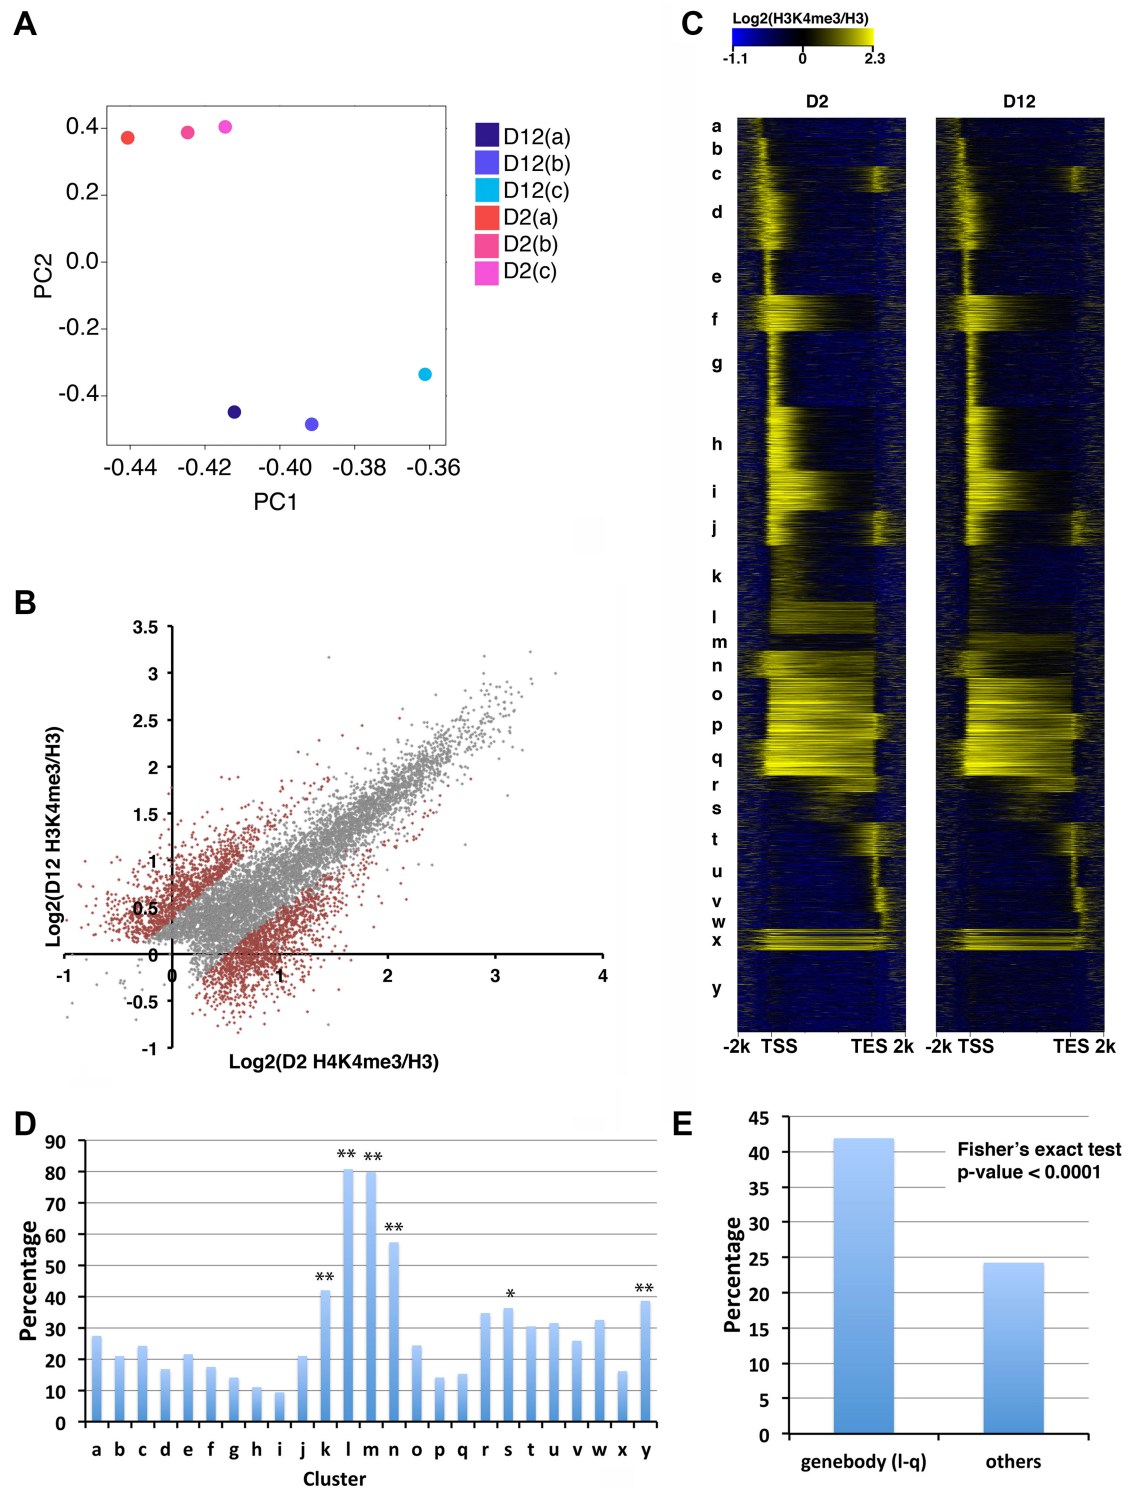 A
0.4
0.2
0.0
-0.2
-0.4
PC2
-0.44 -0.42 -0.40 -0.38 -0.36
PC1
D12(a)
D12(b)
D12(c)
D2(a)
D2(b)
D2(c)
B
3.5
3
2.5
2
1.5
1
0.5
0
-0.5
-1
-1 0 1 2 3 4
Log2(D12 H3K4me3/H3)
Log2(D2 H4K4me3/H3)
C
Log2(H3K4me3/H3)
-1.1 0 2.3
D2 D12
a
b
c
d
e
f
g
h
i
j
k
l
m
n
o
p
q
r
s
t
u
v
w
x
y
-2k TSS TES 2k -2k TSS TES 2k
D
90
80
70
60
50
40
30
20
10
0
Percentage
** ** ** ** * **
a b c d e f g h i j k l m n o p q r s t u v w x y
Cluster
E
45
40
35
30
25
20
15
10
5
0
Percentage
Fisher's exact test
p-value < 0.0001
genebody (l-q) others